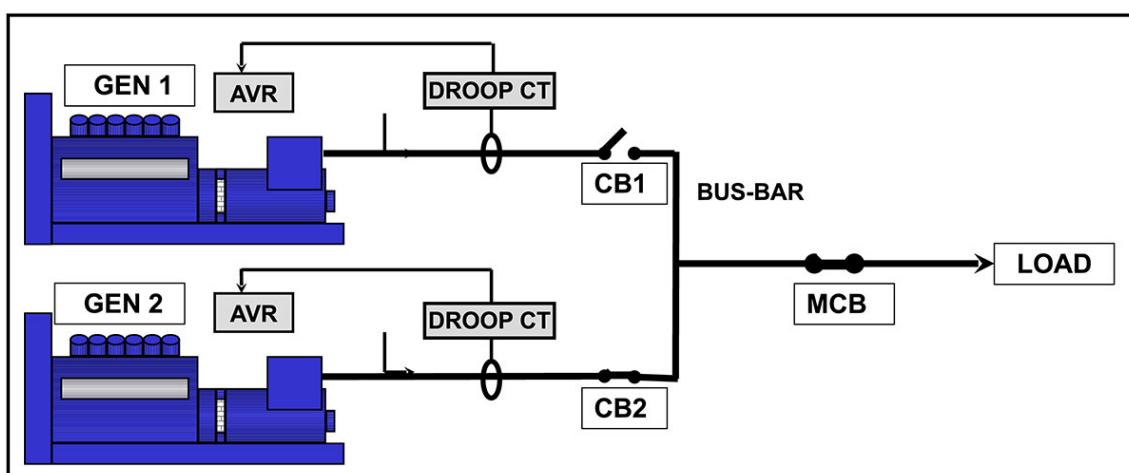 GEN 1
AVR
DROOP CT
CB1
BUS-BAR
LOAD
MCB
GEN 2
AVR
DROOP CT
CB2